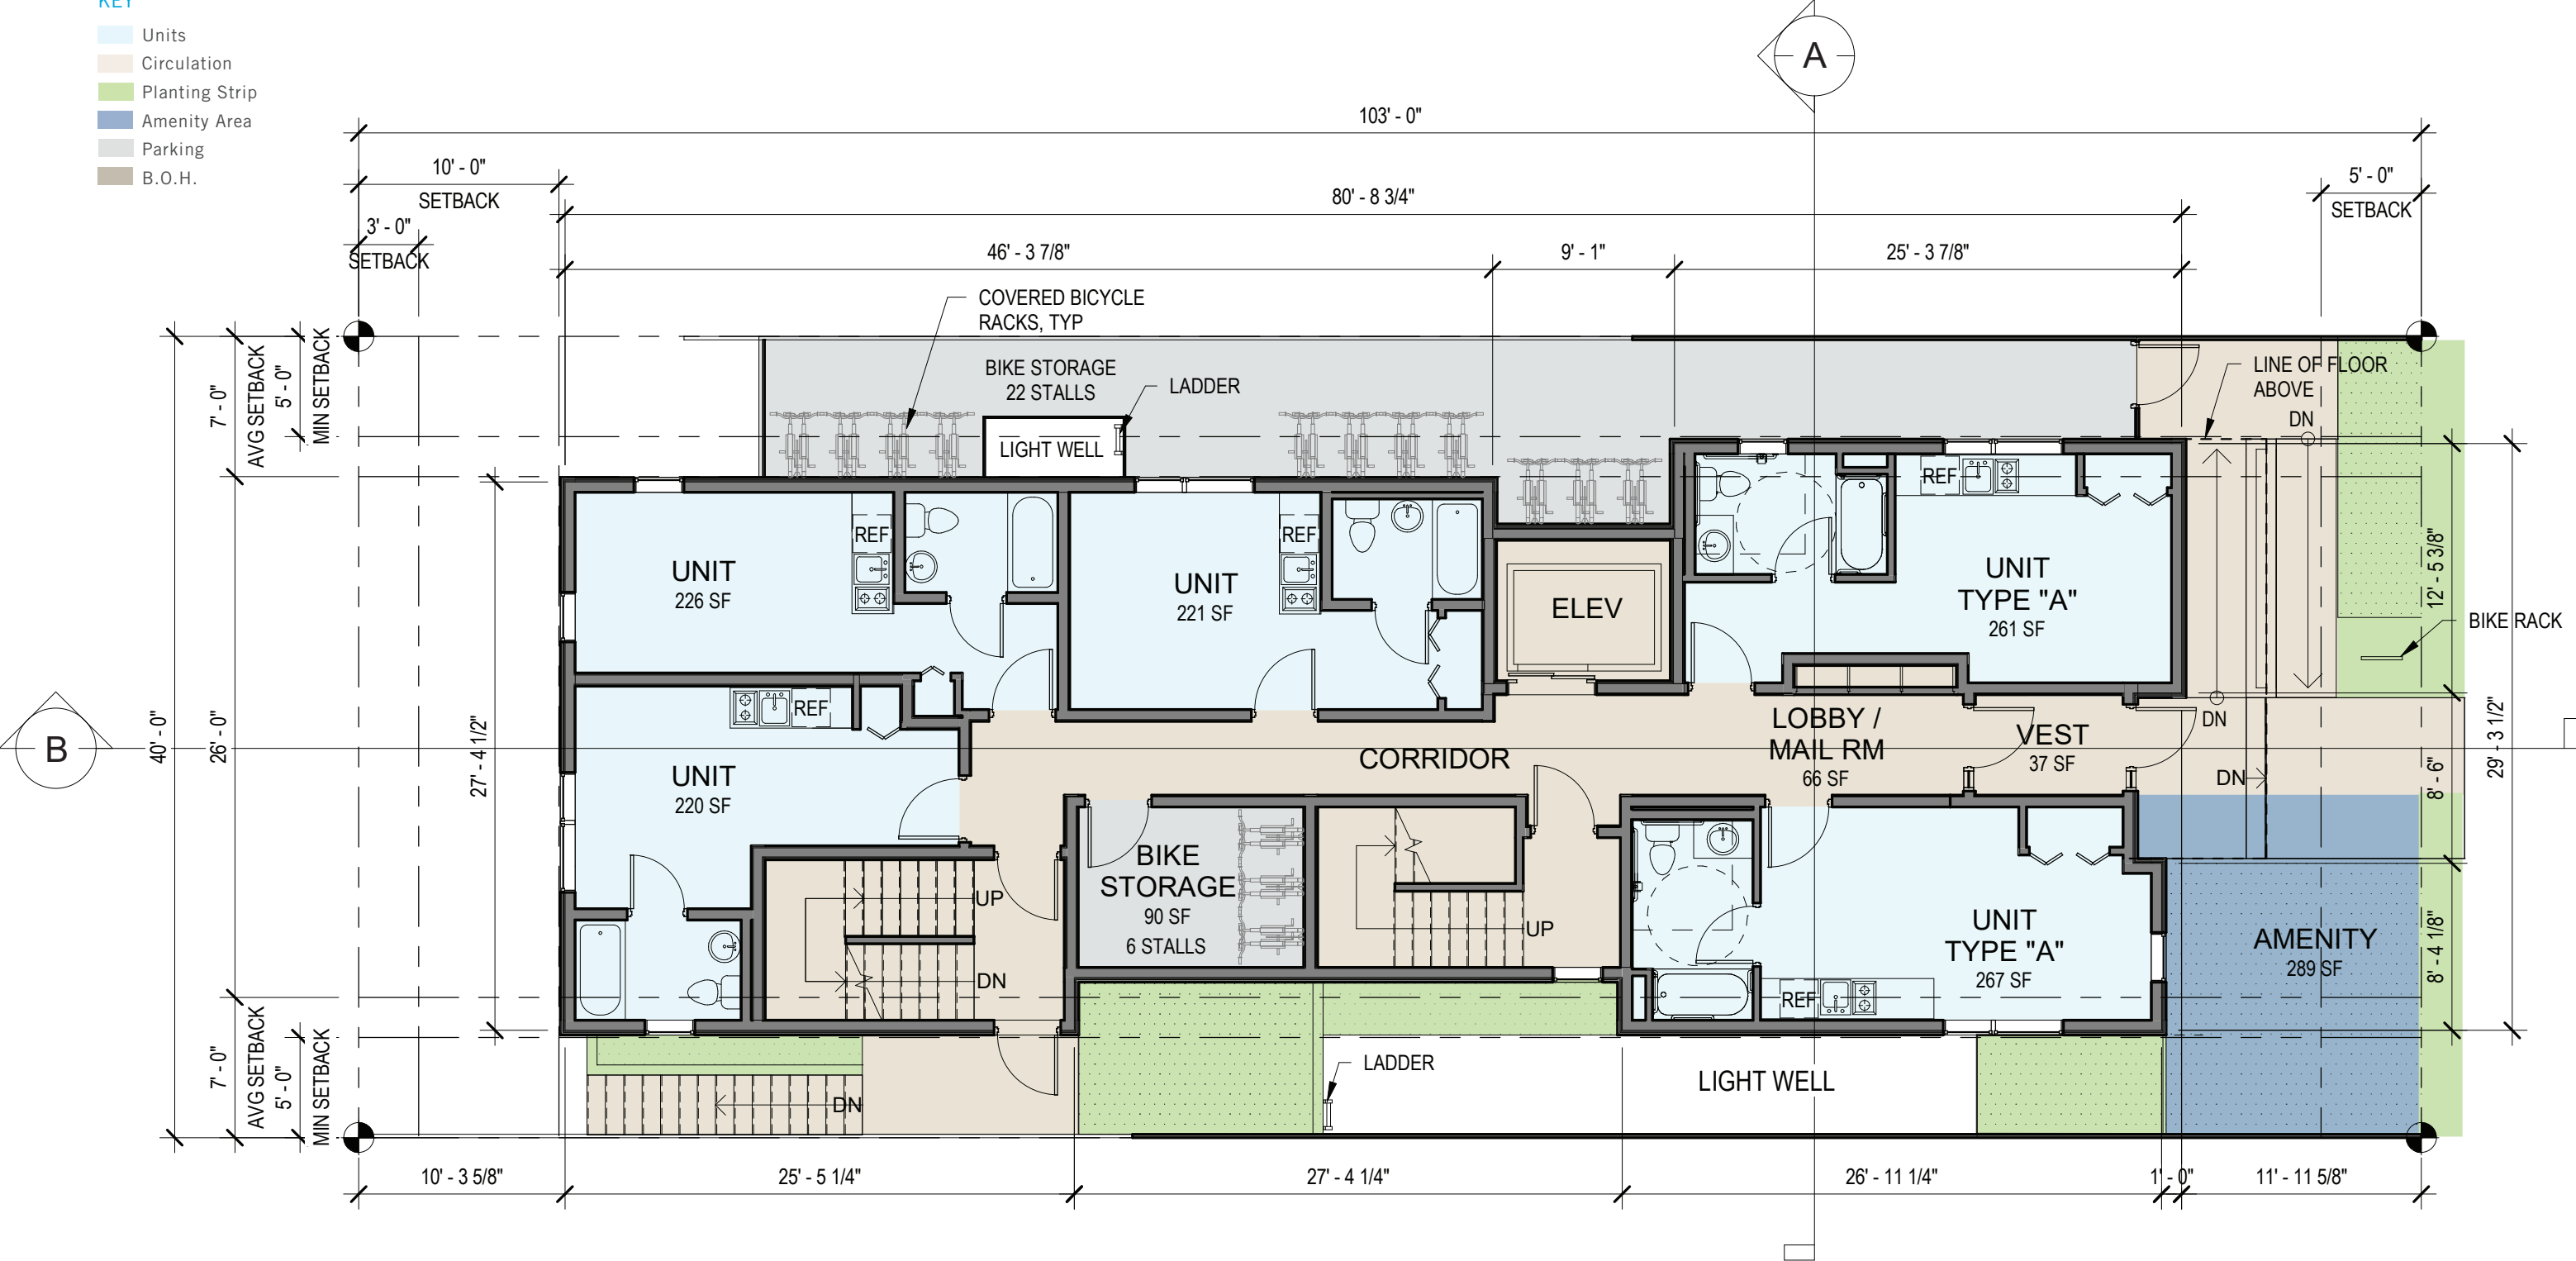 KEY
Units
Circulation
Planting Strip
Amenity Area
Parking
B.O.H.
A
103' - 0"
10' - 0"
SETBACK
5' - 0"
SETBACK
80' - 8 3/4"
3' - 0"
SETBACK
46' - 3 7/8"
9' - 1"
25' - 3 7/8"
COVERED BICYCLE
RACKS, TYP
BIKE STORAGE
22 STALLS
LADDER
LIGHT WELL
LINE OF FLOOR
ABOVE
DN
7' - 0"
AVG SETBACK
5' - 0"
MIN SETBACK
REF
UNIT
226 SF
REF
UNIT
221 SF
ELEV
REF
UNIT
TYPE "A"
261 SF
12' - 5 3/8"
BIKE RACK
B
40' - 0"
26' - 0"
27' - 4 1/2"
REF
UNIT
220 SF
CORRIDOR
LOBBY /
MAIL RM
66 SF
VEST
37 SF
DN
DN
8' - 6"
29' - 3 1/2"
UP
DN
BIKE
STORAGE
90 SF
6 STALLS
UP
UNIT
TYPE "A"
267 SF
REF
AMENITY
289 SF
8' - 4 1/8"
7' - 0"
AVG SETBACK
5' - 0"
MIN SETBACK
DN
LADDER
LIGHT WELL
10' - 3 5/8"
25' - 5 1/4"
27' - 4 1/4"
26' - 11 1/4"
1' - 0"
11' - 11 5/8"